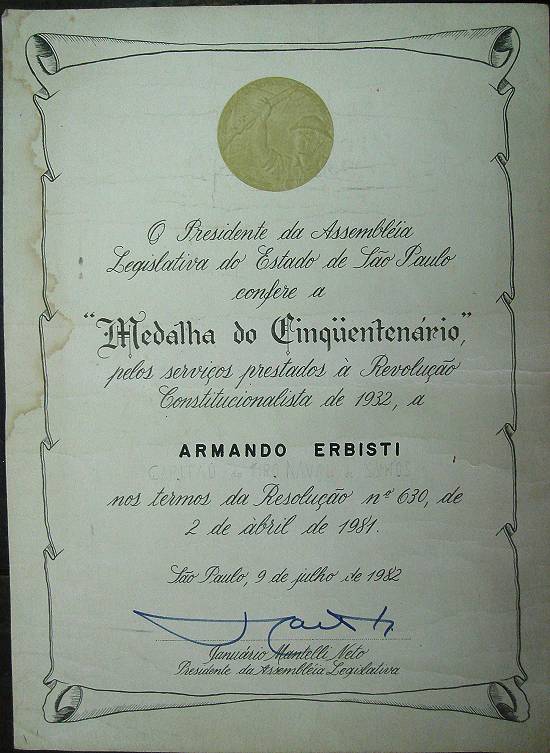 O Presidente da Assembléia
Legislativa do Estado de São Paulo
confere a
"Medalha do Cinqüentenário",
pelos serviços prestados à Revolução
Constitucionalista de 1932, a
ARMANDO ERBISTI
nos termos da Resolução nº 630, de
2 de abril de 1981.
São Paulo, 9 de julho de 1982
Januário Mantelli Neto
Presidente da Assembléia Legislativa